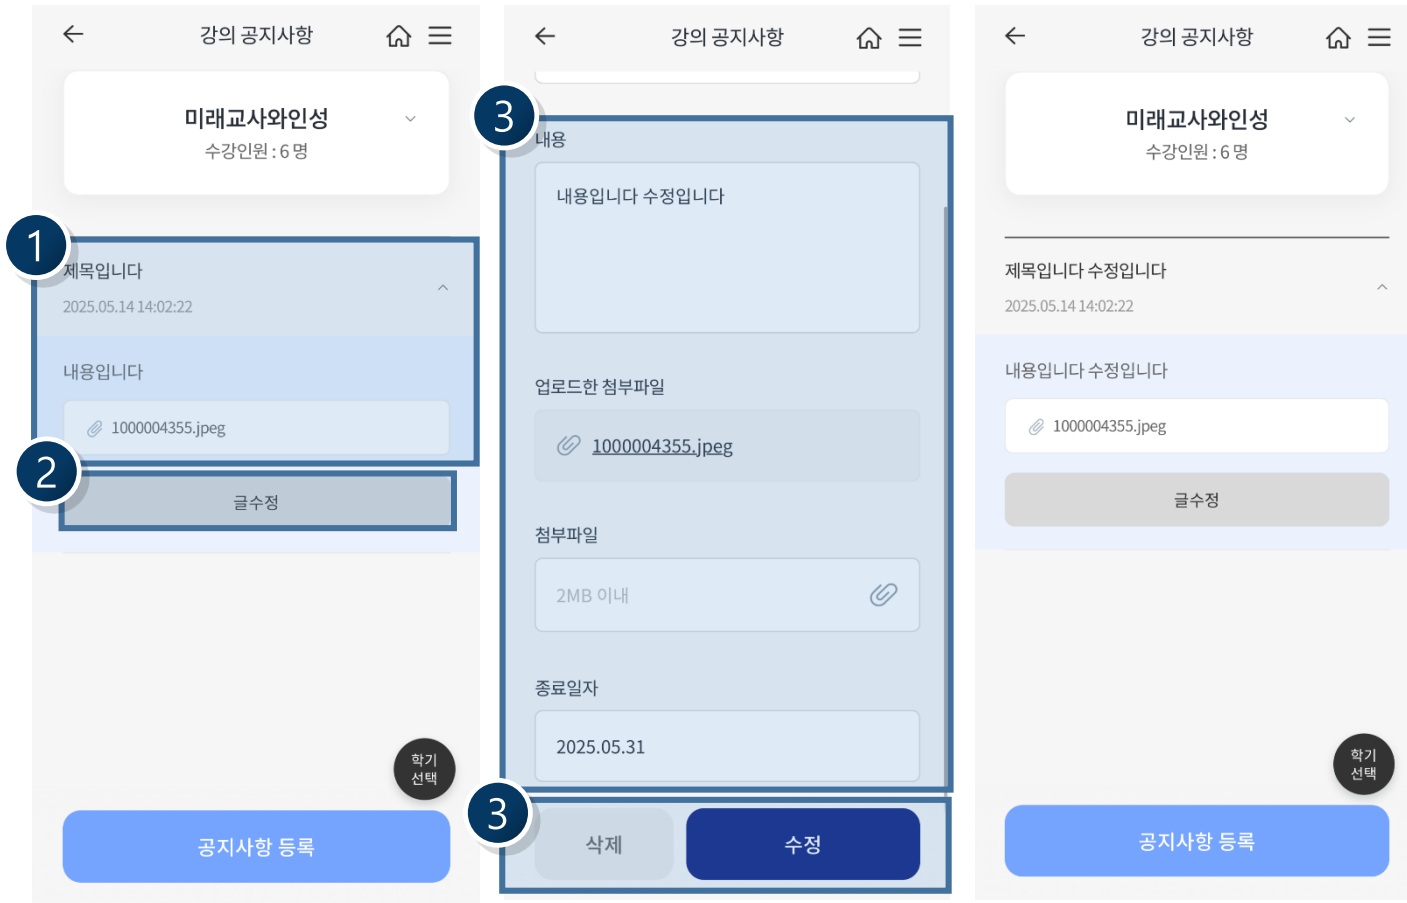 강의 공지사항
미래교사와인성
수강인원 : 6 명
1
제목입니다
2025.05.14 14:02:22
내용입니다
1000004355.jpeg
2
글수정
학기
선택
공지사항 등록
강의 공지사항
3
내용
내용입니다 수정입니다
업로드한 첨부파일
1000004355.jpeg
첨부파일
2MB 이내
종료일자
2025.05.31
3
삭제
수정
강의 공지사항
미래교사와인성
수강인원 : 6 명
제목입니다 수정입니다
2025.05.14 14:02:22
내용입니다 수정입니다
1000004355.jpeg
글수정
학기
선택
공지사항 등록